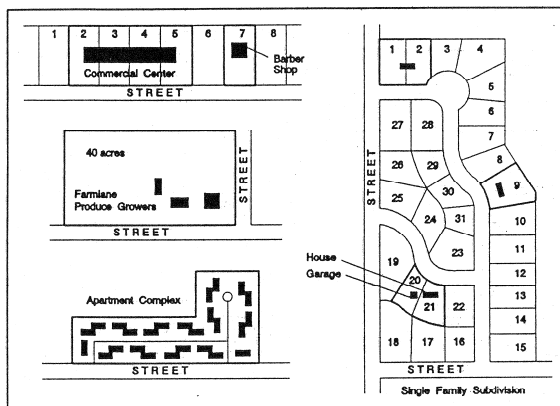 1 2 3 4 5 6 7 8
Commercial Center
Barber
Shop
STREET
40 acres
Farmlane
Produce Growers
STREET
STREET
Apartment Complex
STREET
1 2 3 4
5
6
7
8
9
10
11
12
13
14
15
27 28
26 29
25 30
24 31
23
19
20
21 22
18 17 16
STREET
House
Garage
STREET
Single Family Subdivision